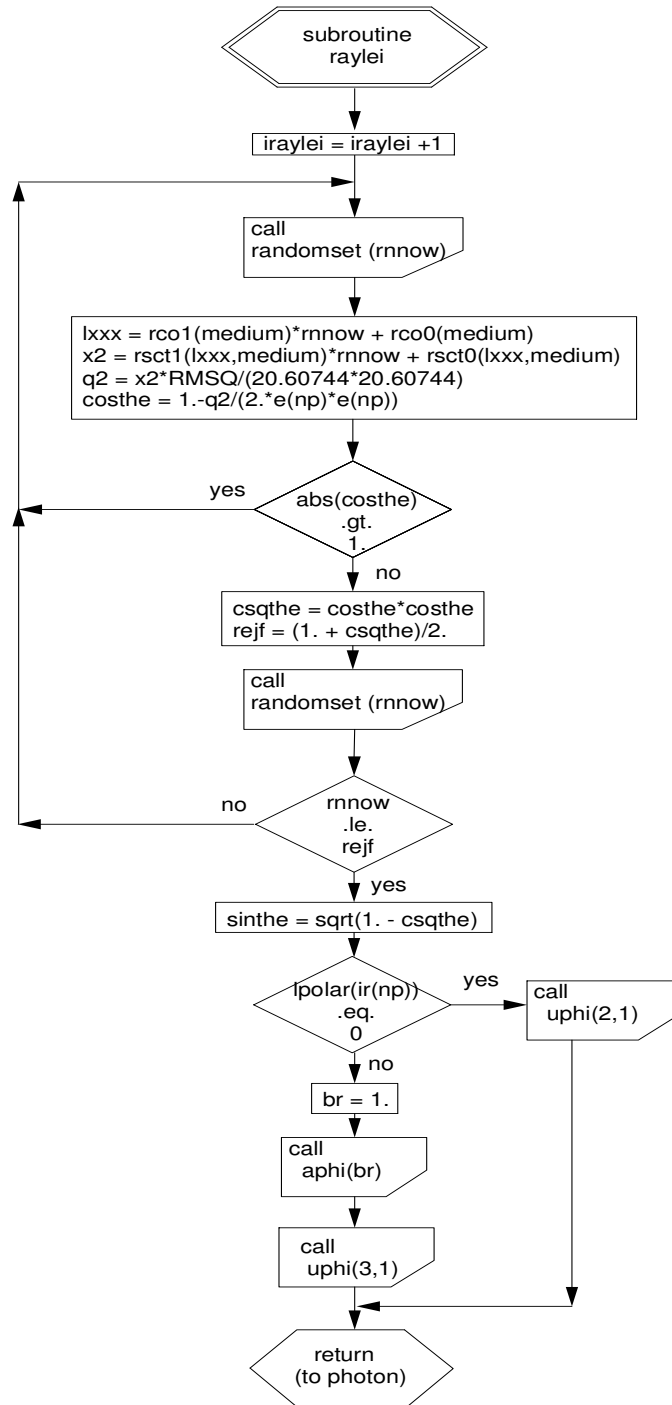 subroutine
raylei
iraylei = iraylei +1
call
randomset (rnnow)
lxxx = rco1(medium)*rnnow + rco0(medium)
x2 = rsct1(lxxx,medium)*rnnow + rsct0(lxxx,medium)
q2 = x2*RMSQ/(20.60744*20.60744)
costhe = 1.-q2/(2.*e(np)*e(np))
yes
abs(costhe)
.gt.
1.
no
csqthe = costhe*costhe
rejf = (1. + csqthe)/2.
call
randomset (rnnow)
no
rnnow
.le.
rejf
yes
sinthe = sqrt(1. - csqthe)
lpolar(ir(np))
.eq.
0
yes
call
uphi(2,1)
no
br = 1.
call
aphi(br)
call
uphi(3,1)
return
(to photon)